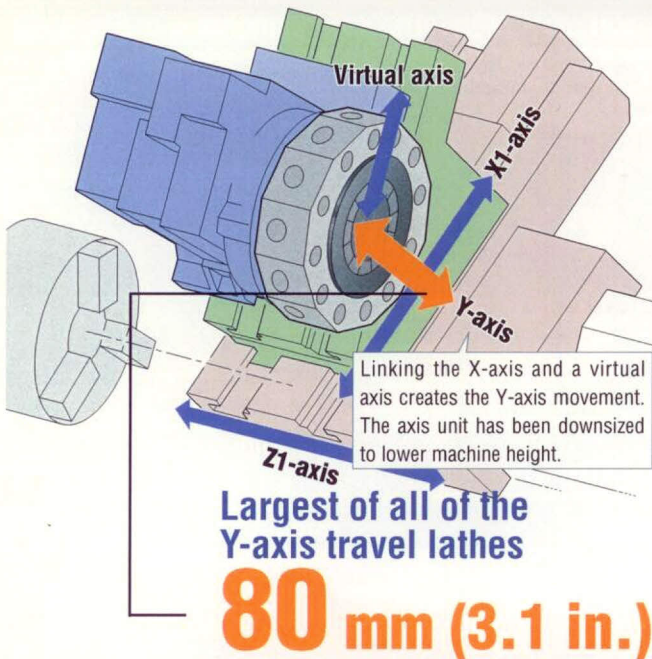 Virtual axis
X1-axis
Y-axis
Linking the X-axis and a virtual
axis creates the Y-axis movement.
The axis unit has been downsized
to lower machine height.
Z1-axis
Largest of all of the
Y-axis travel lathes
80 mm (3.1 in.)